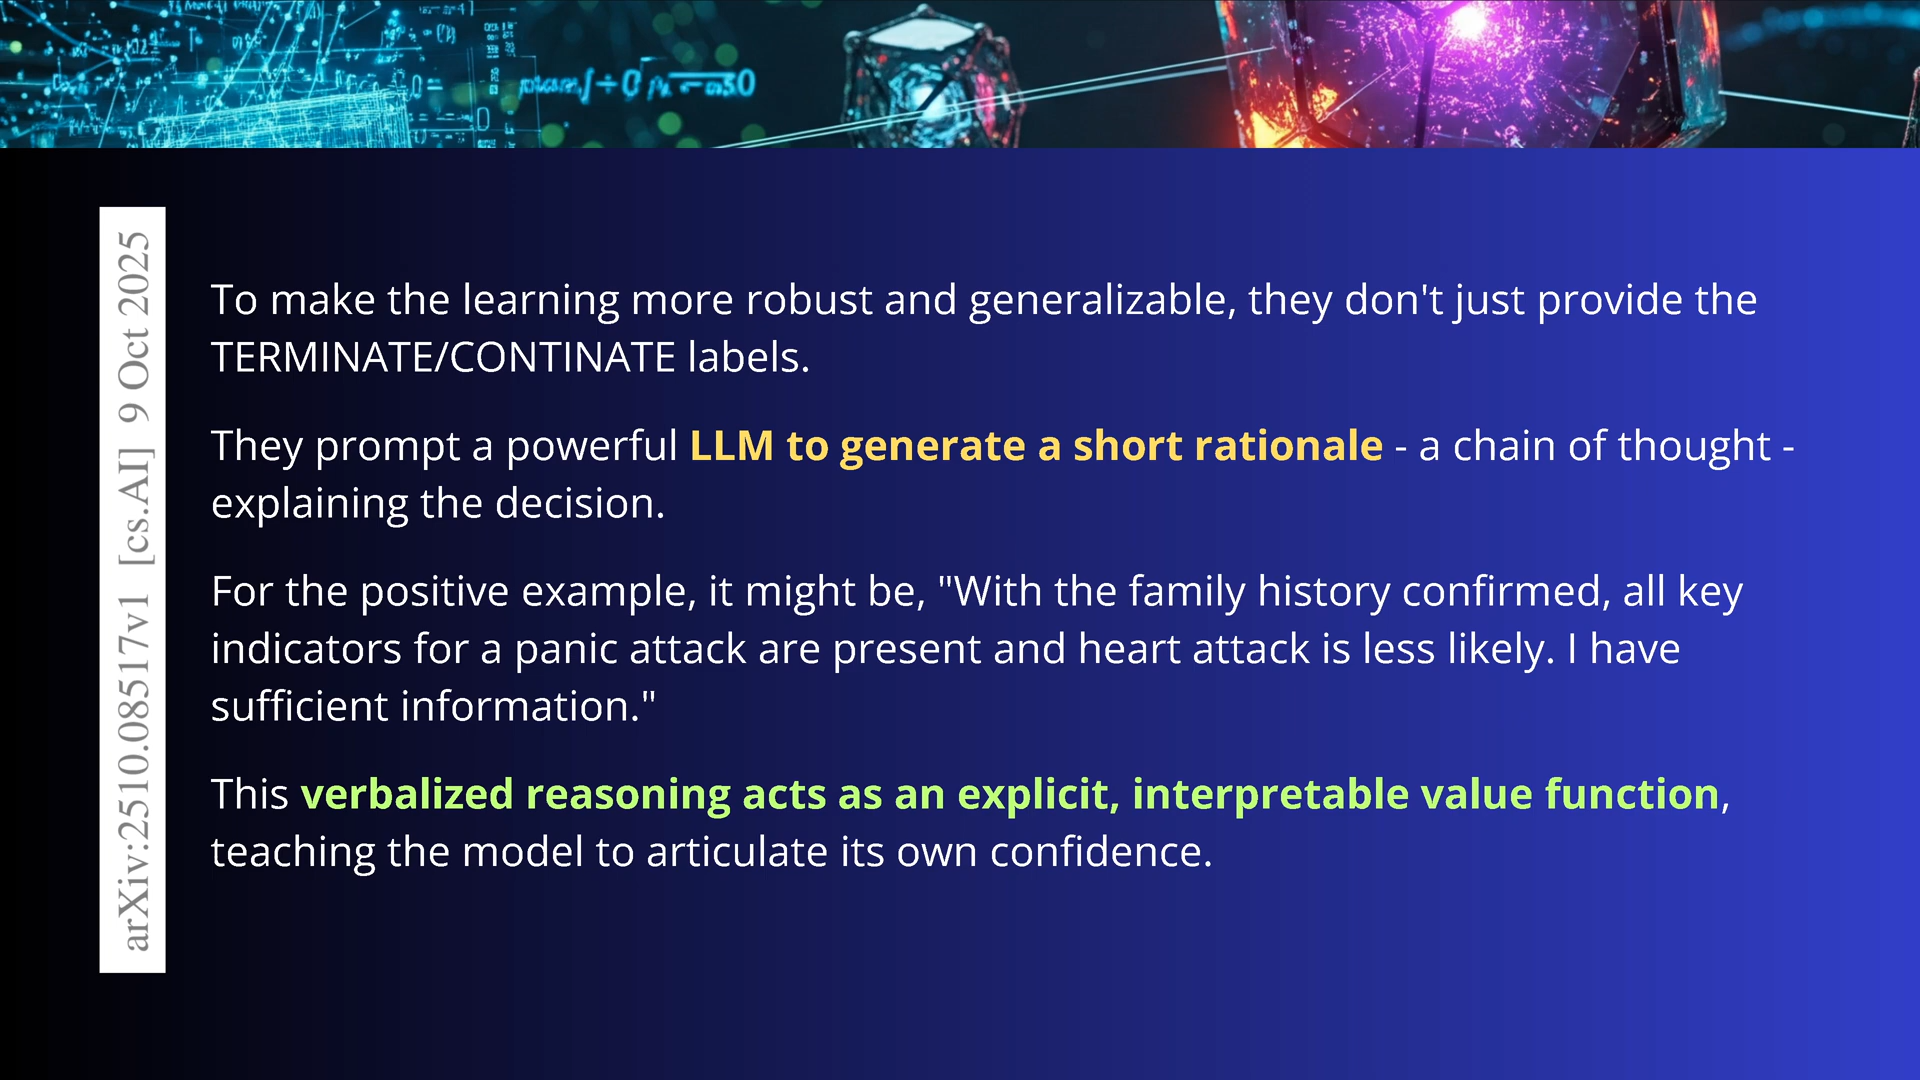 arXiv:2510.08517v1 [cs.AI] 9 Oct 2025
To make the learning more robust and generalizable, they don't just provide the
TERMINATE/CONTINATE labels.
They prompt a powerful LLM to generate a short rationale - a chain of thought -
explaining the decision.
For the positive example, it might be, "With the family history confirmed, all key
indicators for a panic attack are present and heart attack is less likely. I have
sufficient information."
This verbalized reasoning acts as an explicit, interpretable value function,
teaching the model to articulate its own confidence.